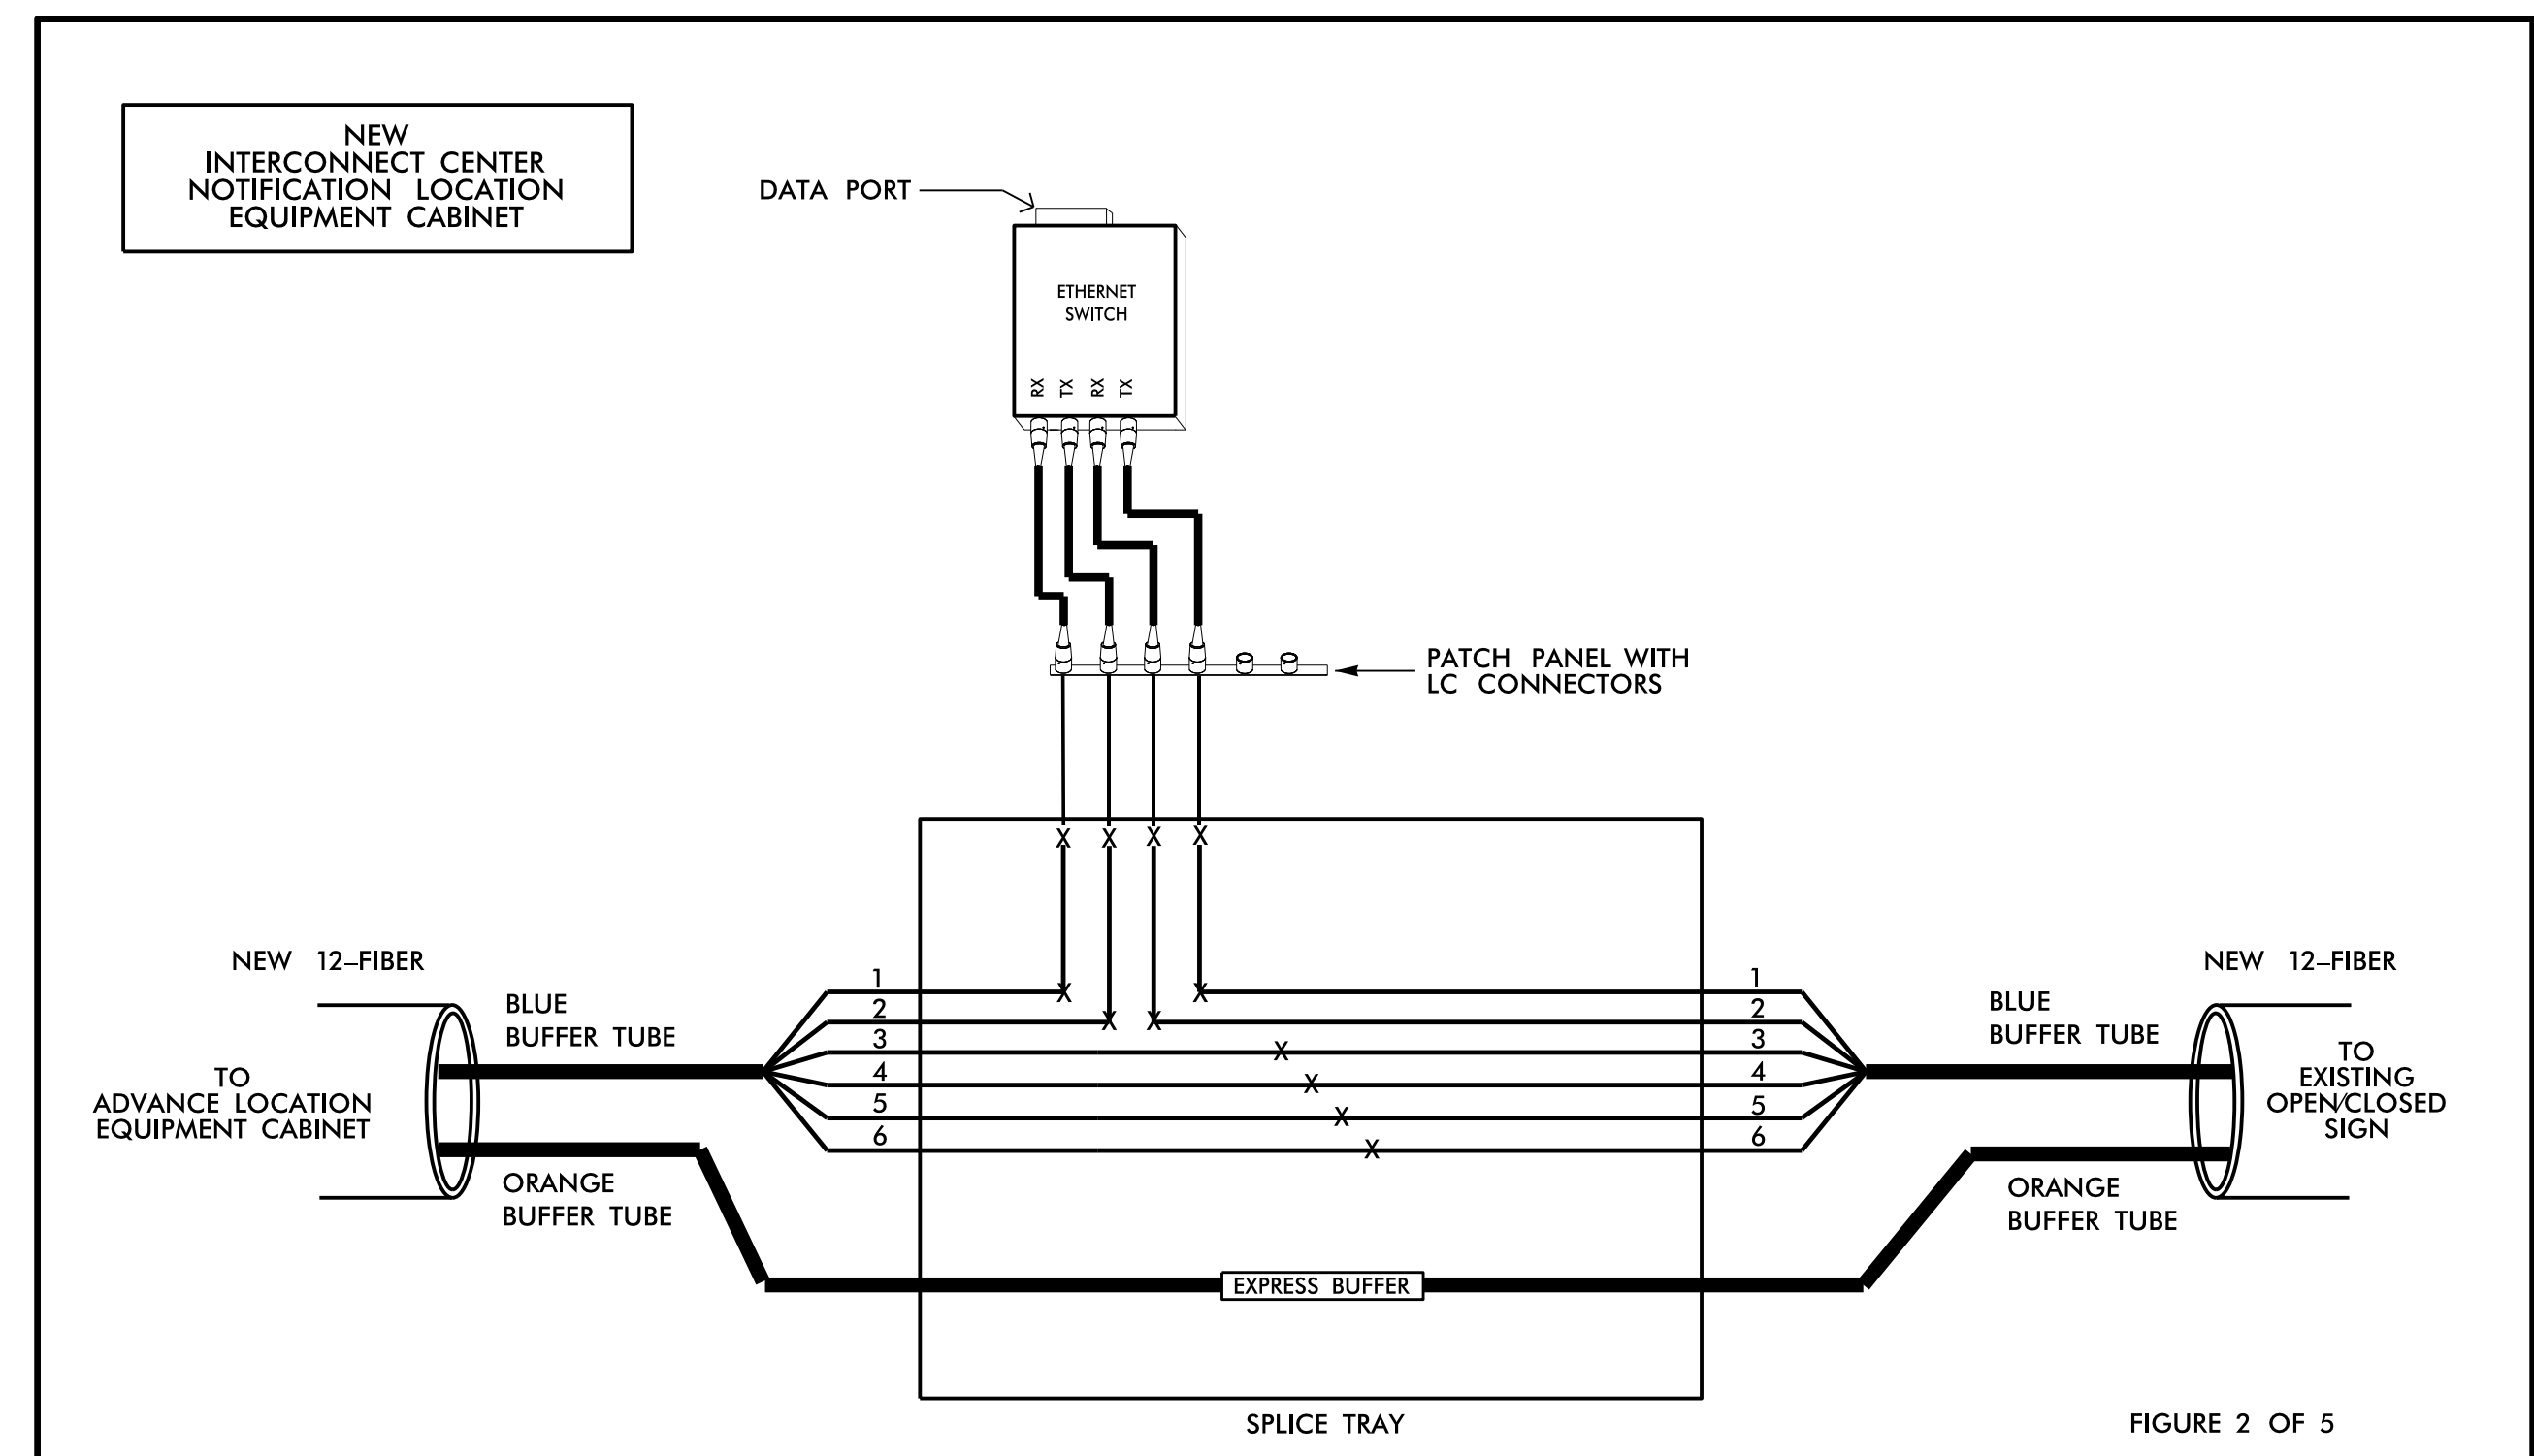 NEW
INTERCONNECT CENTER
NOTIFICATION LOCATION
EQUIPMENT CABINET
DATA PORT
ETHERNET
SWITCH
RX
TX
RX
TX
PATCH PANEL WITH
LC CONNECTORS
X X X X
NEW 12-FIBER
BLUE
BUFFER TUBE
TO
ADVANCE LOCATION
EQUIPMENT CABINET
ORANGE
BUFFER TUBE
1
2
3
4
5
6
X X
X X
X
X
X
X
1
2
3
4
5
6
NEW 12-FIBER
BLUE
BUFFER TUBE
TO
EXISTING
OPEN/CLOSED
SIGN
ORANGE
BUFFER TUBE
EXPRESS BUFFER
SPLICE TRAY
FIGURE 2 OF 5